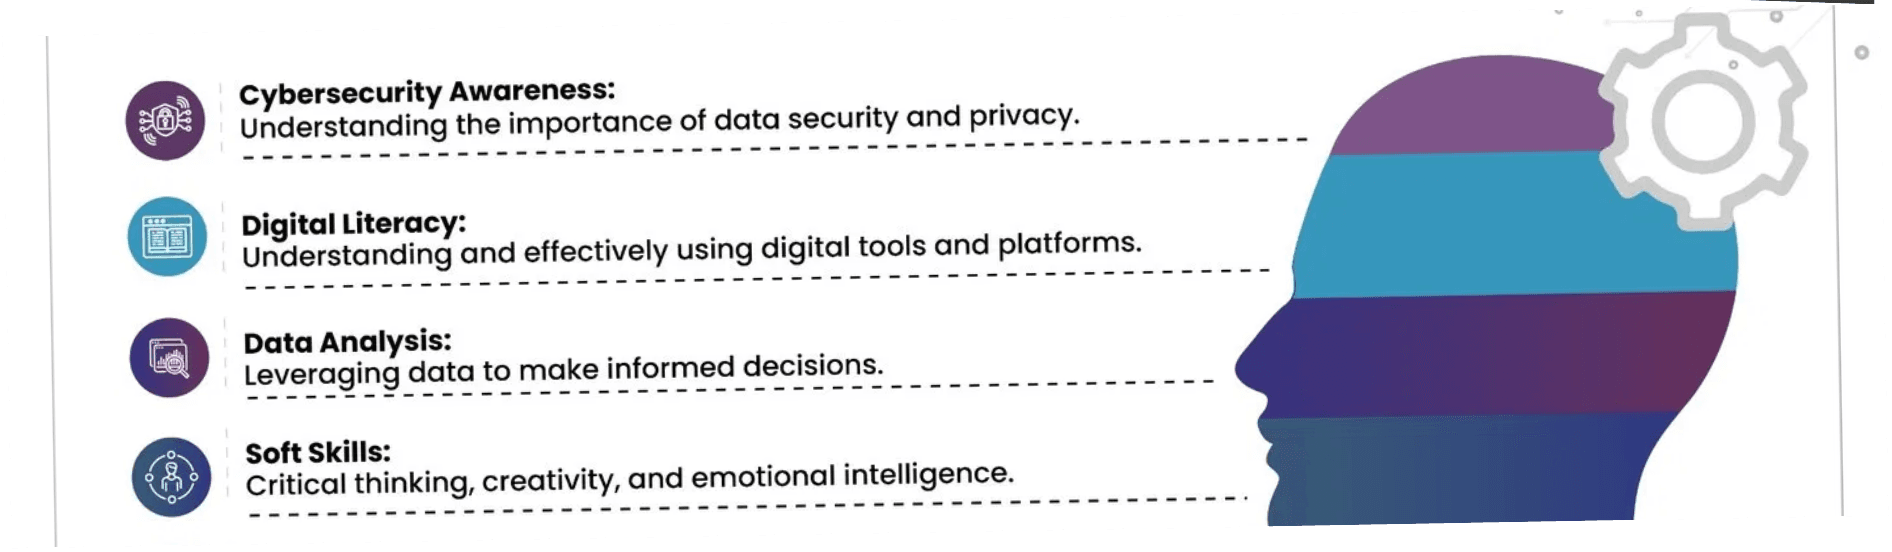 Cybersecurity Awareness:
Understanding the importance of data security and privacy.
Digital Literacy:
Understanding and effectively using digital tools and platforms.
Data Analysis:
Leveraging data to make informed decisions.
Soft Skills:
Critical thinking, creativity, and emotional intelligence.